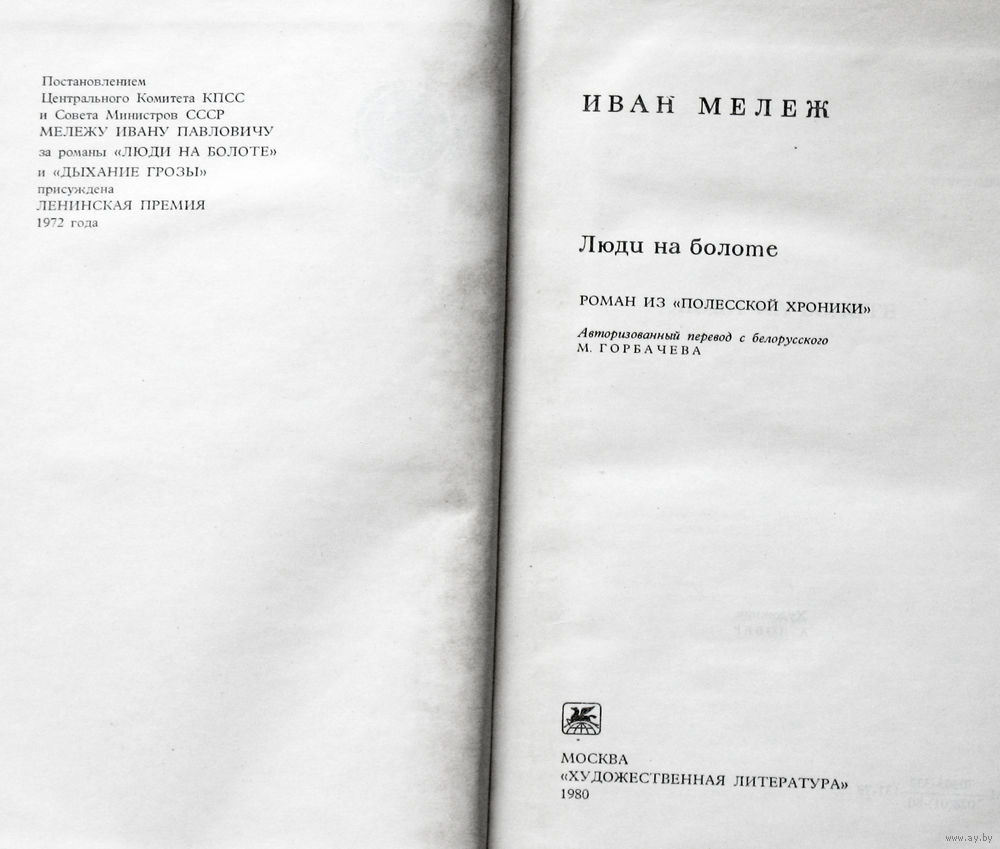 Постановлением
Центрального Комитета КПСС
и Совета Министров СССР
МЕЛЕЖУ ИВАНУ ПАВЛОВИЧУ
за романы «ЛЮДИ НА БОЛОТЕ»
и «ДЫХАНИЕ ГРОЗЫ»
присуждена
ЛЕНИНСКАЯ ПРЕМИЯ
1972 года
ИВАН МЕЛЕЖ
Люди на болоте
РОМАН ИЗ «ПОЛЕССКОЙ ХРОНИКИ»
Авторизованный перевод с белорусского
М. ГОРБАЧЕВА
МОСКВА
«ХУДОЖЕСТВЕННАЯ ЛИТЕРАТУРА»
1980
www.ay.by